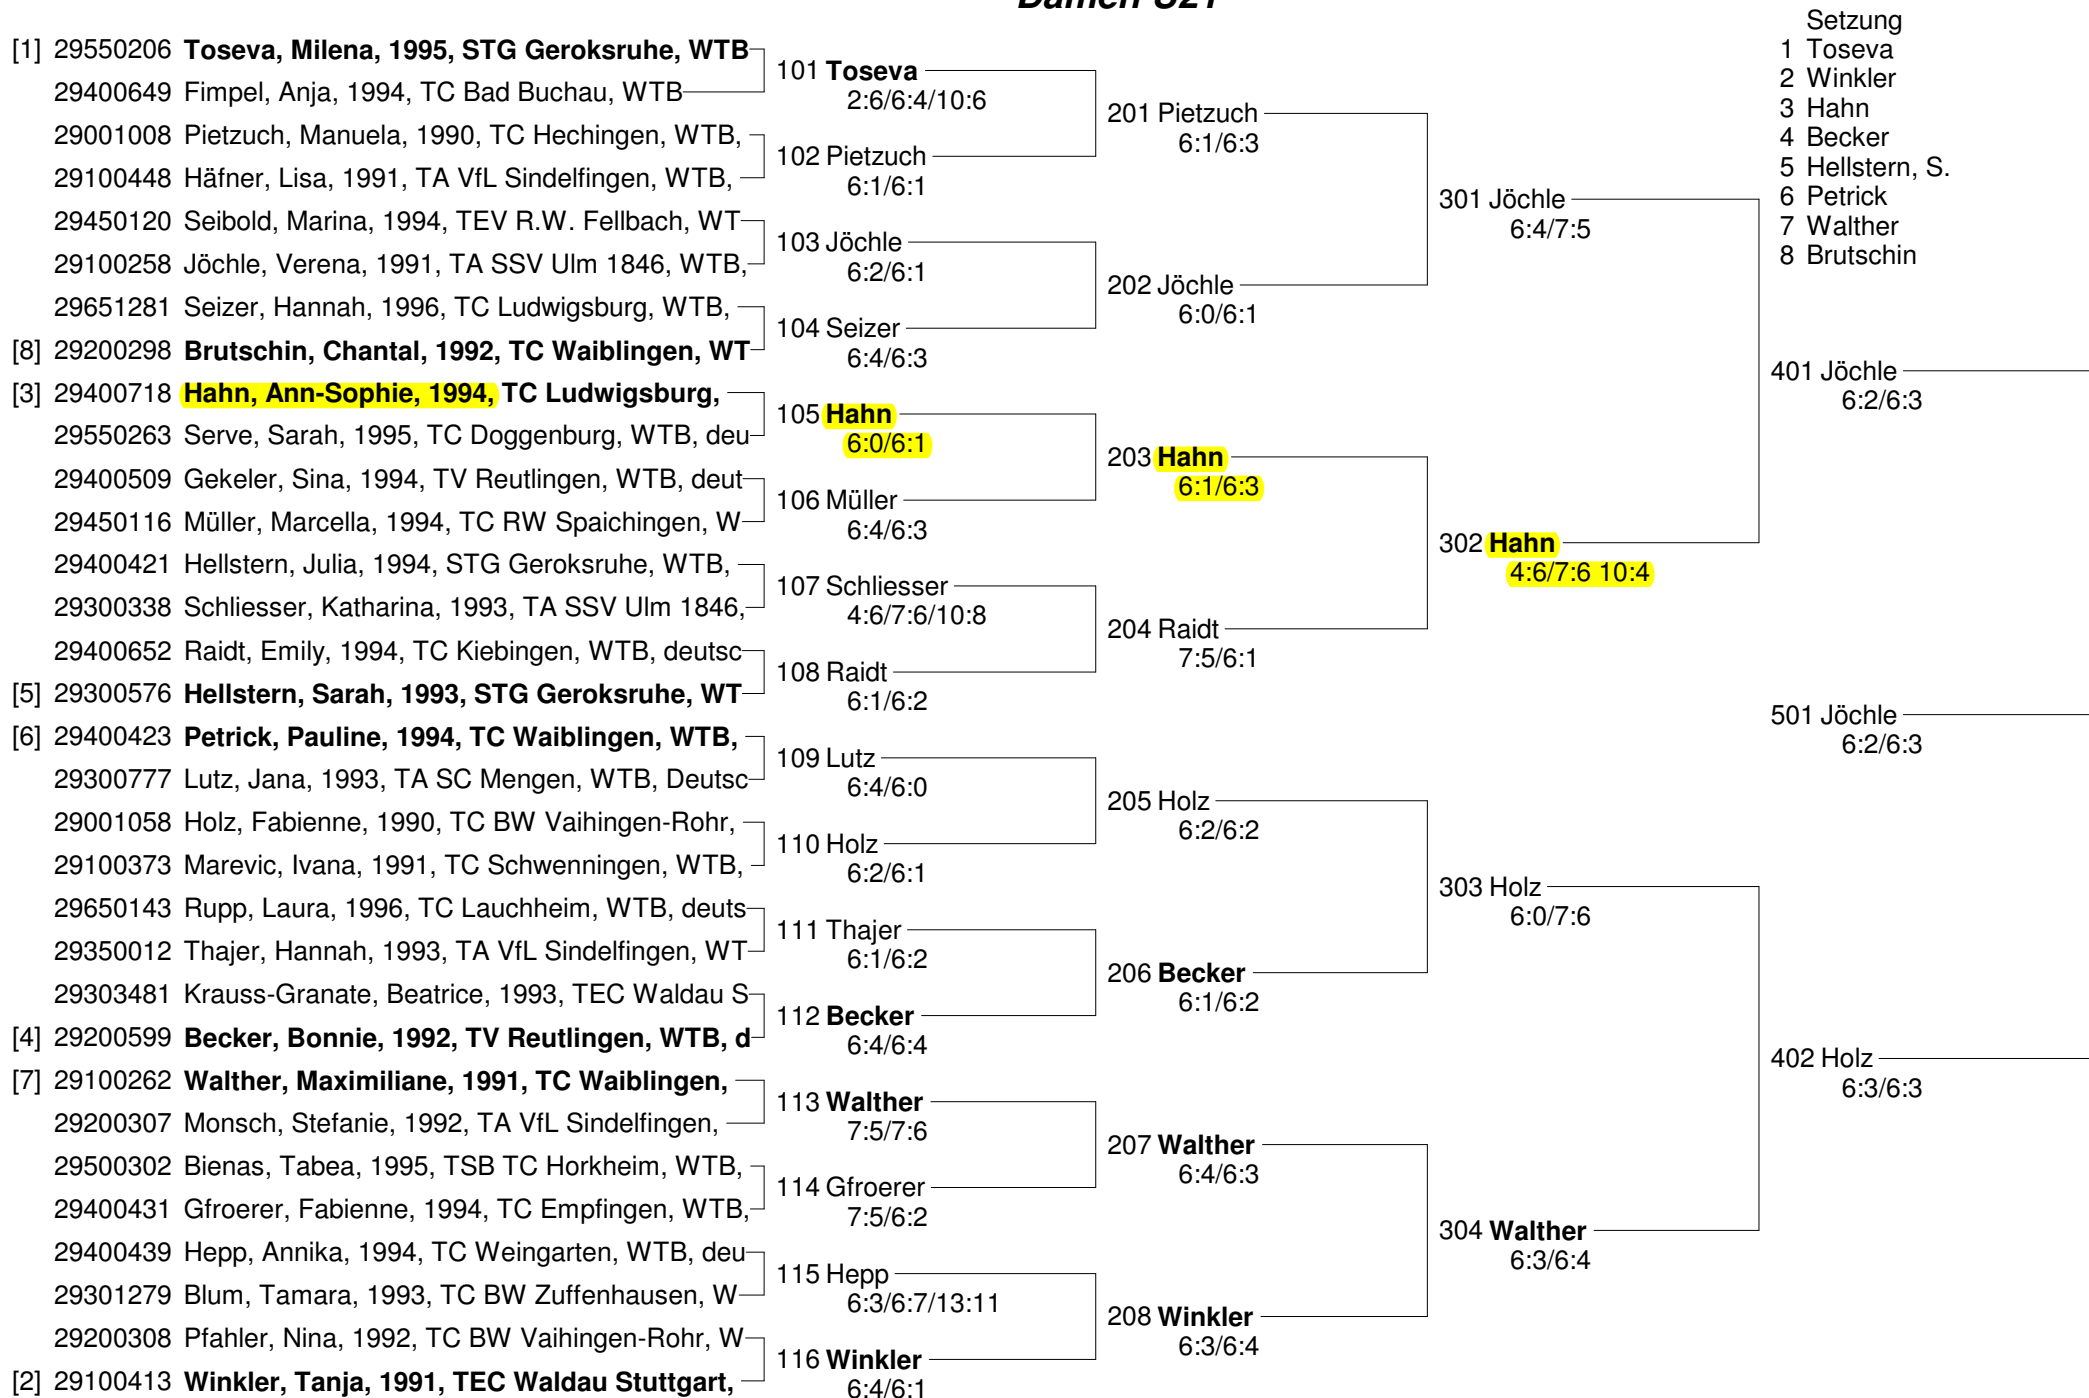 Damen U21
Setzung
1 Toseva
2 Winkler
3 Hahn
4 Becker
5 Hellstern, S.
6 Petrick
7 Walther
8 Brutschin
[1] 29550206 Toseva, Milena, 1995, STG Geroksruhe, WTB
29400649 Fimpel, Anja, 1994, TC Bad Buchau, WTB
29001008 Pietzuch, Manuela, 1990, TC Hechingen, WTB,
29100448 Häfner, Lisa, 1991, TA VfL Sindelfingen, WTB,
29450120 Seibold, Marina, 1994, TEV R.W. Fellbach, WT
29100258 Jöchle, Verena, 1991, TA SSV Ulm 1846, WTB,
29651281 Seizer, Hannah, 1996, TC Ludwigsburg, WTB,
[8] 29200298 Brutschin, Chantal, 1992, TC Waiblingen, WT
[3] 29400718 Hahn, Ann-Sophie, 1994, TC Ludwigsburg,
29550263 Serve, Sarah, 1995, TC Doggenburg, WTB, deu
29400509 Gekeler, Sina, 1994, TV Reutlingen, WTB, deut
29450116 Müller, Marcella, 1994, TC RW Spaichingen, W
29400421 Hellstern, Julia, 1994, STG Geroksruhe, WTB,
29300338 Schliesser, Katharina, 1993, TA SSV Ulm 1846,
29400652 Raidt, Emily, 1994, TC Kiebingen, WTB, deutsc
[5] 29300576 Hellstern, Sarah, 1993, STG Geroksruhe, WT
[6] 29400423 Petrick, Pauline, 1994, TC Waiblingen, WTB,
29300777 Lutz, Jana, 1993, TA SC Mengen, WTB, Deutsc
29001058 Holz, Fabienne, 1990, TC BW Vaihingen-Rohr,
29100373 Marevic, Ivana, 1991, TC Schwenningen, WTB,
29650143 Rupp, Laura, 1996, TC Lauchheim, WTB, deuts
29350012 Thajer, Hannah, 1993, TA VfL Sindelfingen, WT
29303481 Krauss-Granate, Beatrice, 1993, TEC Waldau S
[4] 29200599 Becker, Bonnie, 1992, TV Reutlingen, WTB, d
[7] 29100262 Walther, Maximiliane, 1991, TC Waiblingen,
29200307 Monsch, Stefanie, 1992, TA VfL Sindelfingen,
29500302 Bienas, Tabea, 1995, TSB TC Horkheim, WTB,
29400431 Gfroerer, Fabienne, 1994, TC Empfingen, WTB,
29400439 Hepp, Annika, 1994, TC Weingarten, WTB, deu
29301279 Blum, Tamara, 1993, TC BW Zuffenhausen, W
29200308 Pfahler, Nina, 1992, TC BW Vaihingen-Rohr, W
[2] 29100413 Winkler, Tanja, 1991, TEC Waldau Stuttgart,
101 Toseva
2:6/6:4/10:6
102 Pietzuch
6:1/6:1
103 Jöchle
6:2/6:1
104 Seizer
6:4/6:3
105 Hahn
6:0/6:1
106 Müller
6:4/6:3
107 Schliesser
4:6/7:6/10:8
108 Raidt
6:1/6:2
109 Lutz
6:4/6:0
110 Holz
6:2/6:1
111 Thajer
6:1/6:2
112 Becker
6:4/6:4
113 Walther
7:5/7:6
114 Gfroerer
7:5/6:2
115 Hepp
6:3/6:7/13:11
116 Winkler
6:4/6:1
201 Pietzuch
6:1/6:3
202 Jöchle
6:0/6:1
203 Hahn
6:1/6:3
204 Raidt
7:5/6:1
205 Holz
6:2/6:2
206 Becker
6:1/6:2
207 Walther
6:4/6:3
208 Winkler
6:3/6:4
301 Jöchle
6:4/7:5
302 Hahn
4:6/7:6 10:4
303 Holz
6:0/7:6
304 Walther
6:3/6:4
401 Jöchle
6:2/6:3
501 Jöchle
6:2/6:3
402 Holz
6:3/6:3